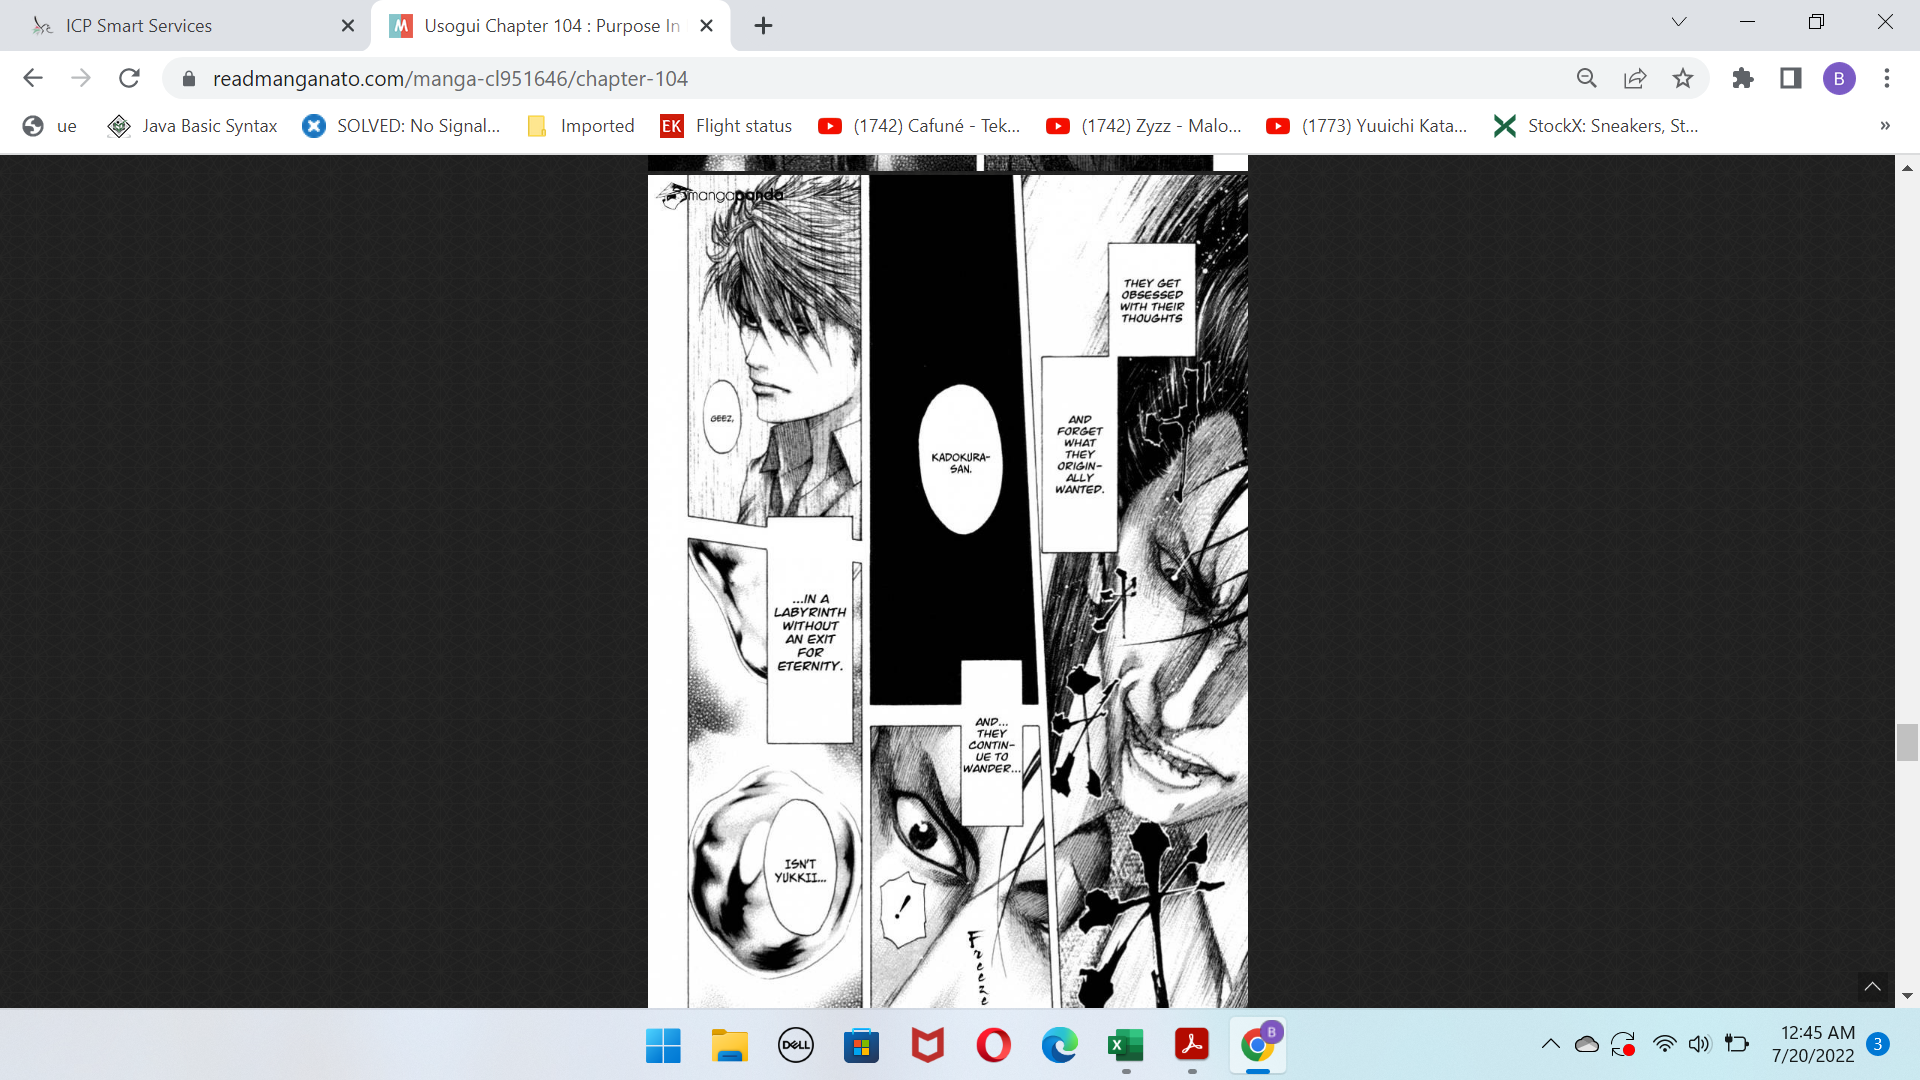 ICP Smart Services
M
Usogui Chapter 104 : Purpose In
readmanganato.com/manga-cl951646/chapter-104
B
ue
Java Basic Syntax
SOLVED: No Signal...
Imported
EK
Flight status
(1742) Cafuné - Tek...
(1742) Zyzz - Malo...
(1773) Yuuichi Kata...
StockX: Sneakers, St...
»
mangapanda
THEY GET
OBSESSED
WITH THEIR
THOUGHTS
AND
FORGET
WHAT
THEY
ORIGIN-
ALLY
WANTED.
KADOKURA-
SAN.
AND...
THEY
CONTIN-
UE TO
WANDER...
!
Freeze
GEEZ,
...IN A
LABYRINTH
WITHOUT
AN EXIT
FOR
ETERNITY.
ISN'T
YUKKII...
DELL
B
12:45 AM
7/20/2022
3